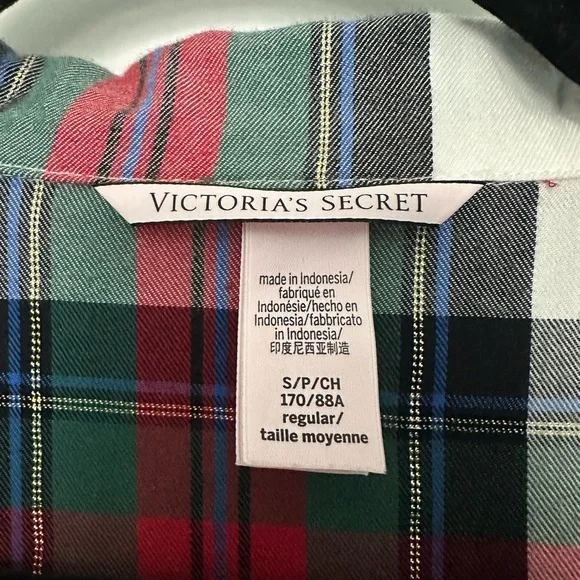 VICTORIA'S SECRET
made in Indonesia/
fabriqué en
Indonésie/hecho en
Indonesia/fabbricato
in Indonesia/
印度尼西亚制造
S/P/CH
170/88A
regular/
taille moyenne